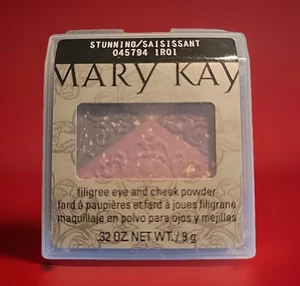 STUNNING/SAISISSANT
045794 1R01
MARY KAY
filigree eye and cheek powder
fard à paupières et fard à joues filigrane
maquillaje en polvo para ojos y mejillas
.32 OZ. NET WT. / 9 g